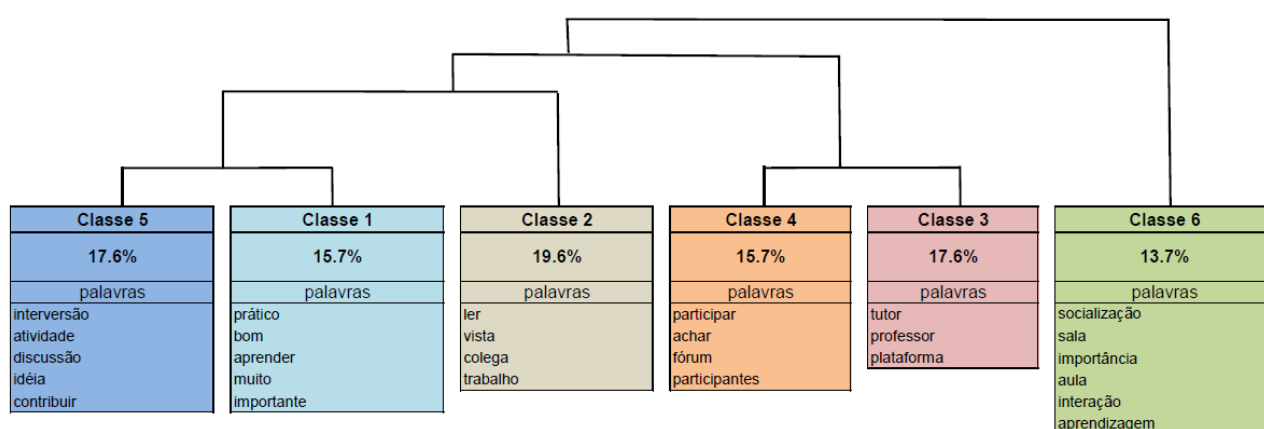 Classe 5
17.6%
palavras
interversão
atividade
discussão
idéia
contribuir
Classe 1
15.7%
palavras
prático
bom
aprender
muito
importante
Classe 2
19.6%
palavras
ler
vista
colega
trabalho
Classe 4
15.7%
palavras
participar
achar
fórum
participantes
Classe 3
17.6%
palavras
tutor
professor
plataforma
Classe 6
13.7%
palavras
socialização
sala
importância
aula
interação
aprendizagem